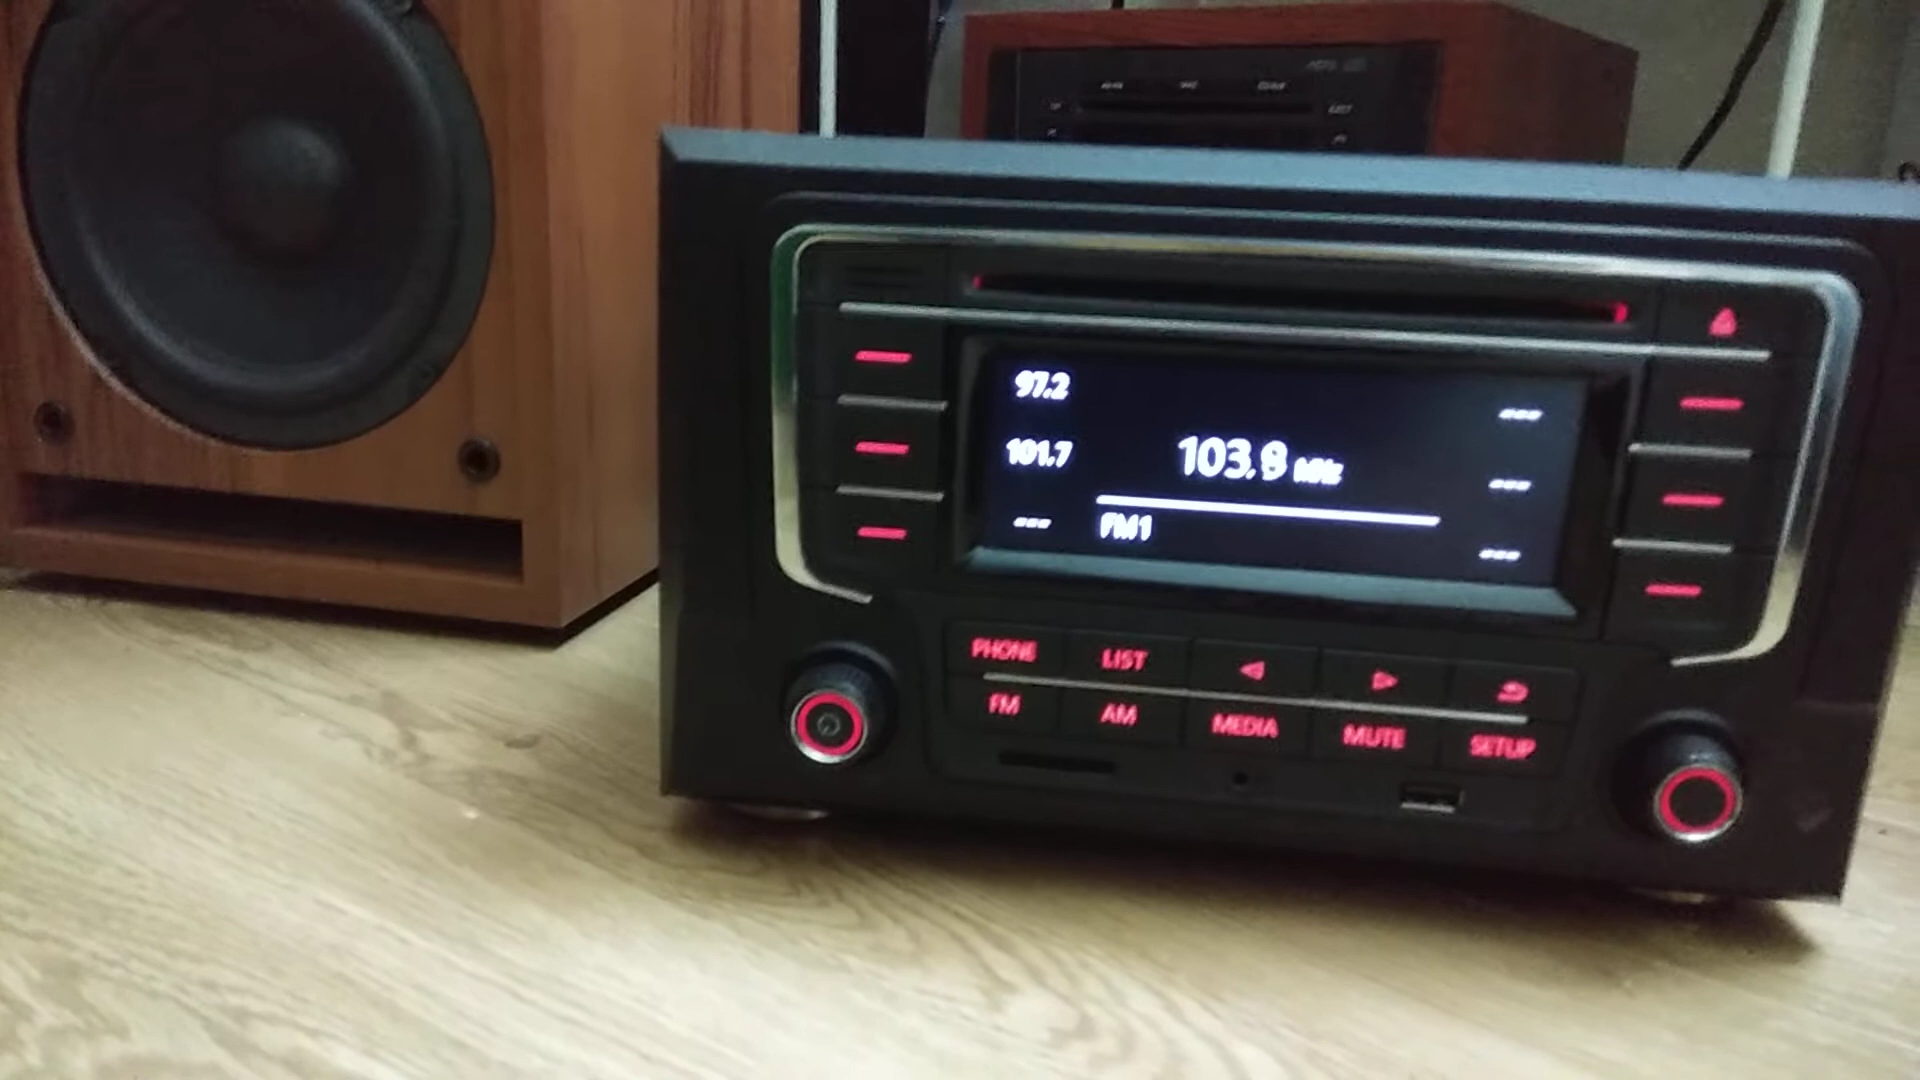 97.2
101.7
103.9 MHz
---
---
FM1
---
---
PHONE LIST
FM AM MEDIA MUTE SETUP